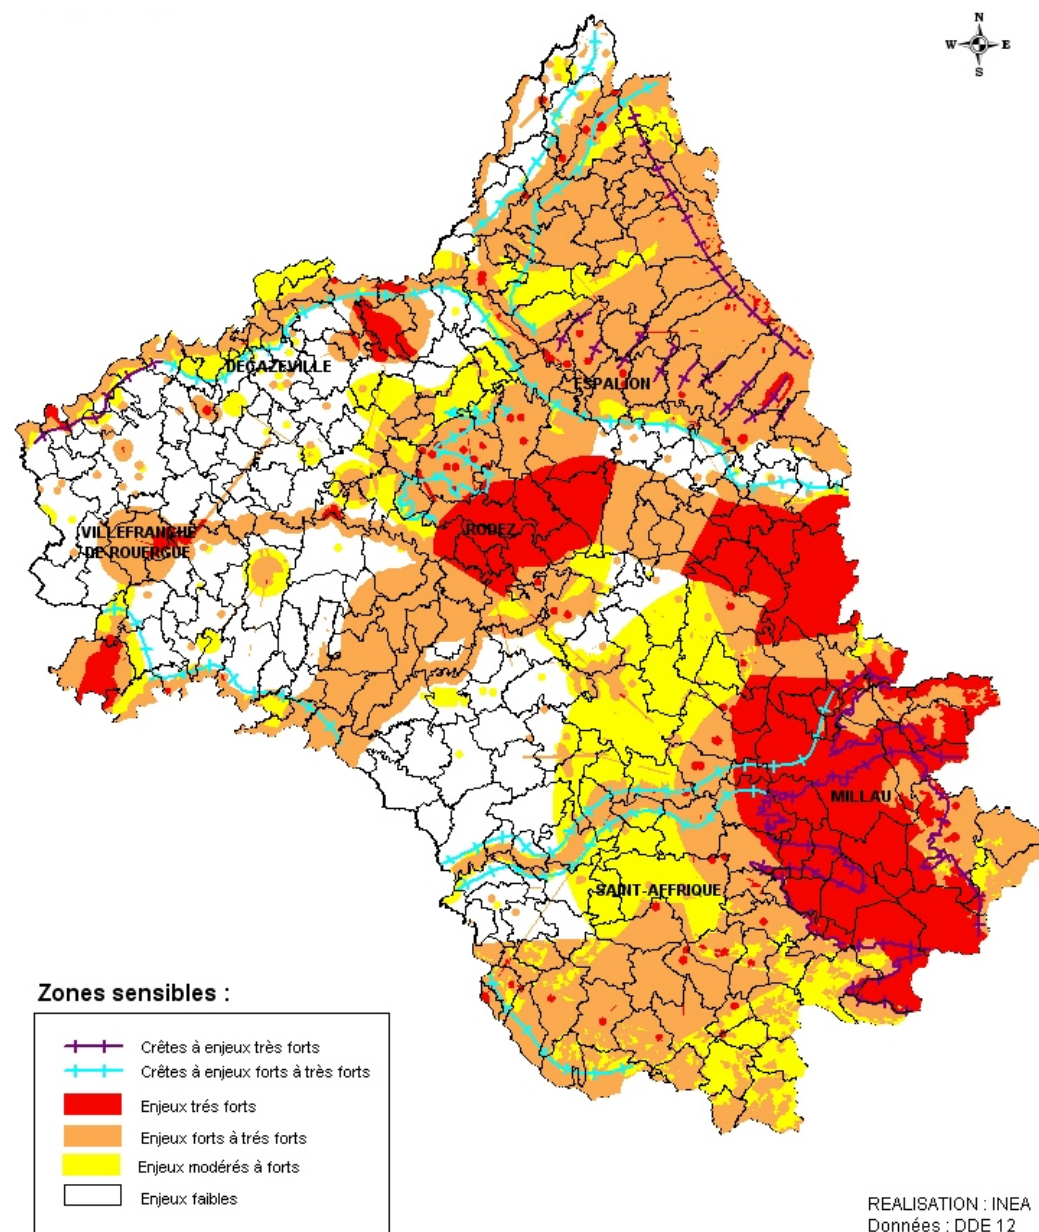 N
W E
S
DECAZEVILLE
ESPALION
RODEZ
VILLEFRANCHE
DE ROUERGUE
MILLAU
SAINT-AFFRIQUE
Zones sensibles :
Crêtes à enjeux très forts
Crêtes à enjeux forts à très forts
Enjeux trés forts
Enjeux forts à trés forts
Enjeux modérés à forts
Enjeux faibles
REALISATION : INEA
Données : DDE 12